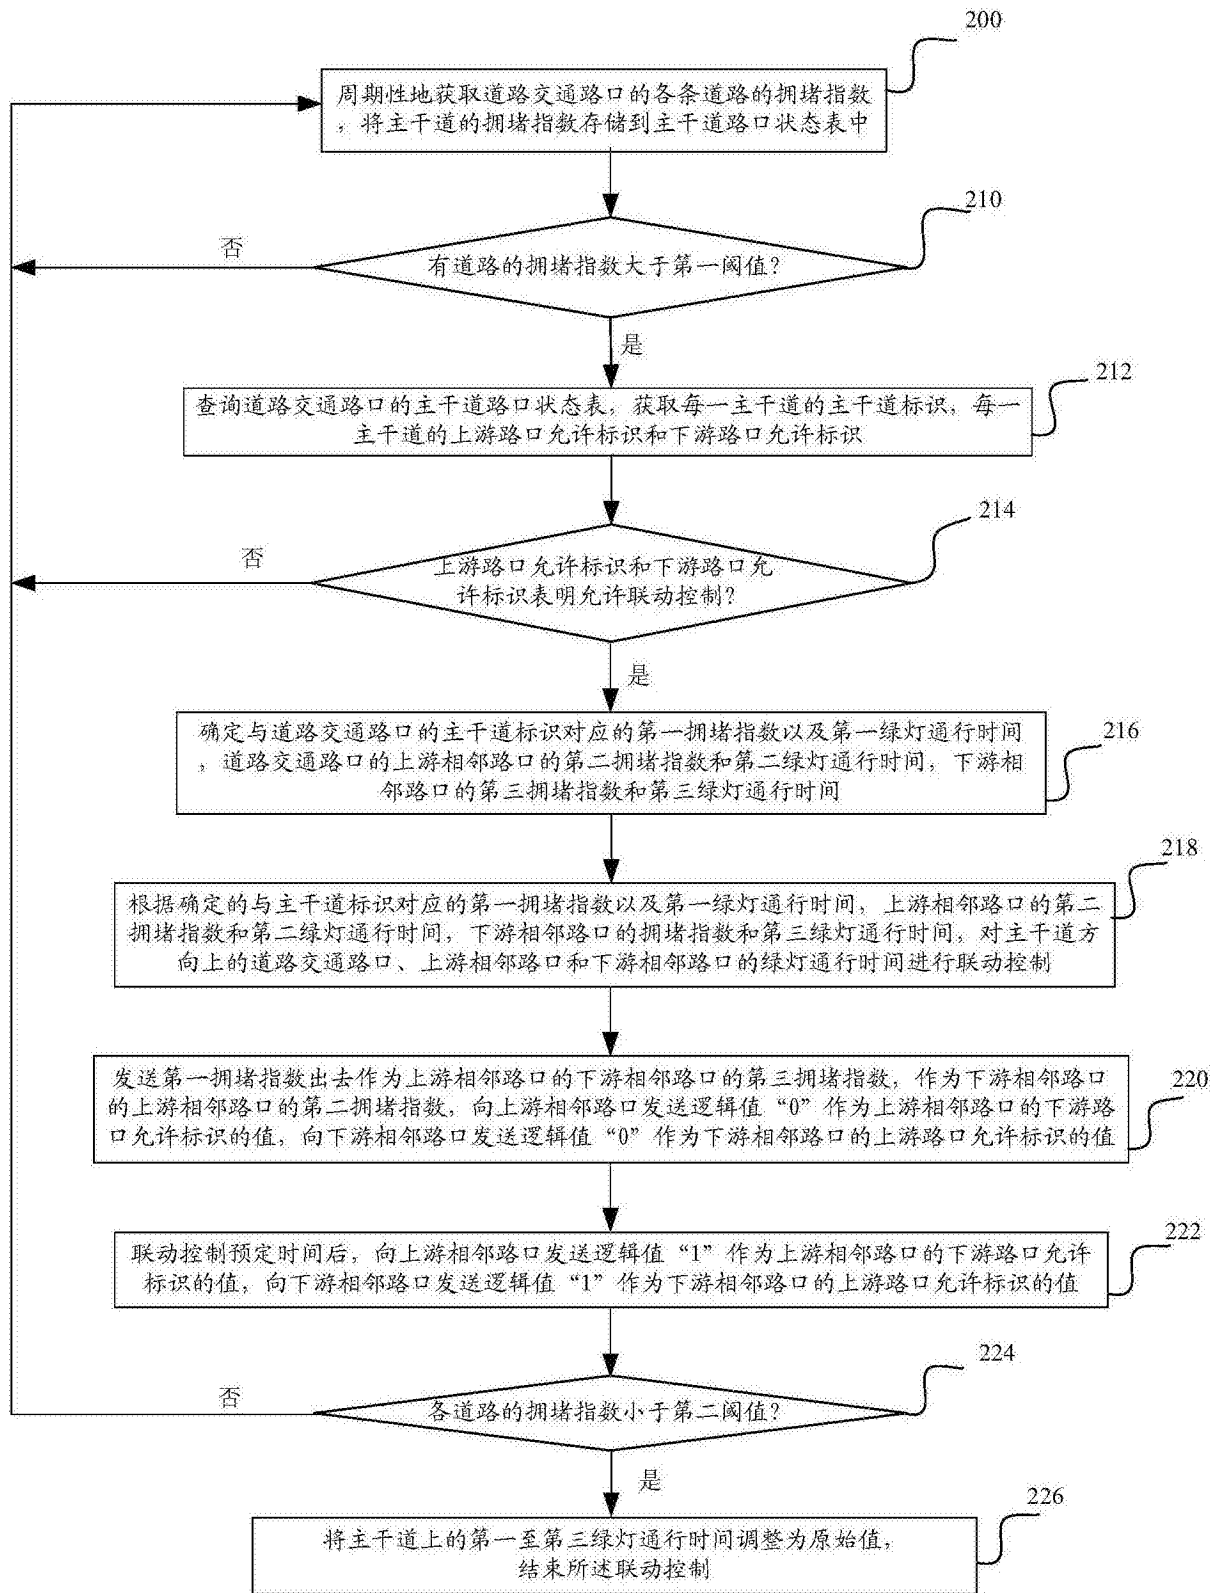 200
周期性地获取道路交通路口的各条道路的拥堵指数
，将主干道的拥堵指数存储到主干道路口状态表中
210
否
有道路的拥堵指数大于第一阈值？
是
212
查询道路交通路口的主干道路口状态表，获取每一主干道的主干道标识，每一
主干道的上游路口允许标识和下游路口允许标识
214
否
上游路口允许标识和下游路口允
许标识表明允许联动控制？
是
216
确定与道路交通路口的主干道标识对应的第一拥堵指数以及第一绿灯通行时间
，道路交通路口的上游相邻路口的第二拥堵指数和第二绿灯通行时间，下游相
邻路口的第三拥堵指数和第三绿灯通行时间
218
根据确定的与主干道标识对应的第一拥堵指数以及第一绿灯通行时间，上游相邻路口的第二
拥堵指数和第二绿灯通行时间，下游相邻路口的拥堵指数和第三绿灯通行时间，对主干道方
向上的道路交通路口、上游相邻路口和下游相邻路口的绿灯通行时间进行联动控制
220
发送第一拥堵指数出去作为上游相邻路口的下游相邻路口的第三拥堵指数，作为下游相邻路口
的上游相邻路口的第二拥堵指数，向上游相邻路口发送逻辑值“0”作为上游相邻路口的下游路
口允许标识的值，向下游相邻路口发送逻辑值“0”作为下游相邻路口的上游路口允许标识的值
222
联动控制预定时间后，向上游相邻路口发送逻辑值“1”作为上游相邻路口的下游路口允许
标识的值，向下游相邻路口发送逻辑值“1”作为下游相邻路口的上游路口允许标识的值
224
否
各道路的拥堵指数小于第二阈值？
是
226
将主干道上的第一至第三绿灯通行时间调整为原始值，
结束所述联动控制